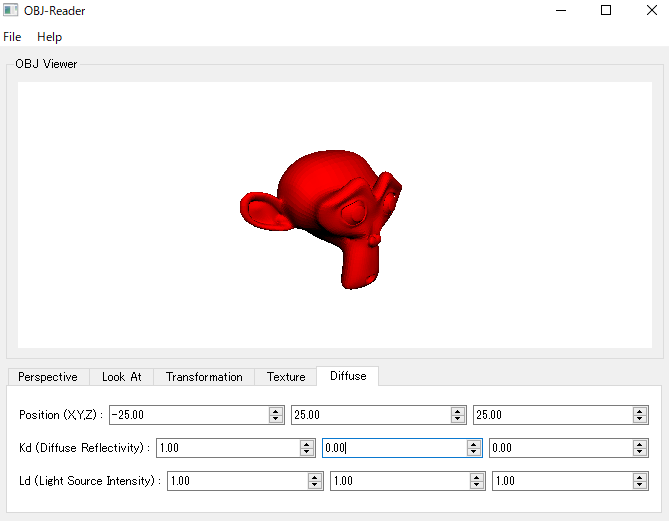 OBJ-Reader
File Help
OBJ Viewer
Perspective Look At Transformation Texture Diffuse
Position (X,Y,Z) : -25.00 25.00 25.00
Kd (Diffuse Reflectivity) : 1.00 0.00 0.00
Ld (Light Source Intensity) : 1.00 1.00 1.00